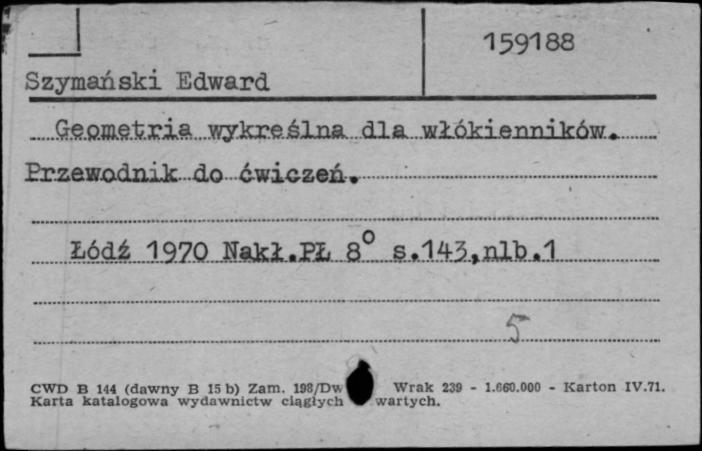 159188
Szymański Edward
Geometria wykreślna dla włókienników.
Przewodnik do ćwiczeń.
Łódź 1970 Nakł.PŁ 8° s.143,nlb.1
5
CWD B 144 (dawny B 15 b) Zam. 198/Dw Wrak 239 - 1.660.000 - Karton IV.71.
Karta katalogowa wydawnictw ciągłych wartych.